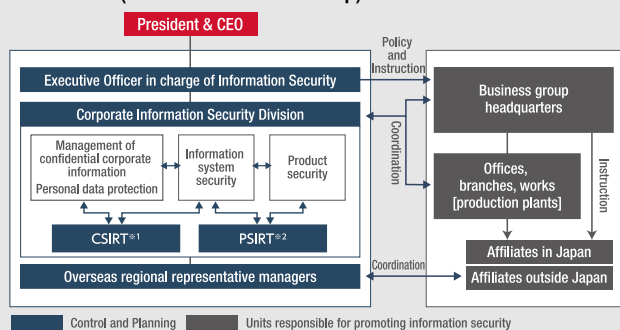 President & CEO
Policy
and
Instruction
Executive Officer in charge of Information Security
Business group
headquarters
Corporate Information Security Division
Management of
confidential corporate
information
Personal data protection
Information
system
security
Product
security
Coordination
Offices,
branches, works
[production plants]
Instruction
CSIRT※1
PSIRT※2
Affiliates in Japan
Overseas regional representative managers
Coordination
Affiliates outside Japan
Control and Planning
Units responsible for promoting information security